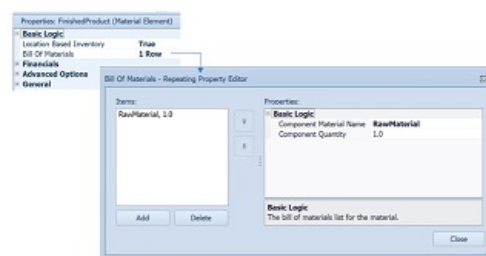 Properties: FinishedProduct (Material Element)
Basic Logic
Location Based Inventory True
Bill Of Materials 1 Row
Financials
Advanced Options
General
Bill Of Materials - Repeating Property Editor
Items:
RawMaterial, 1.0
Add Delete
Properties:
Basic Logic
Component Material Name RawMaterial
Component Quantity 1.0
Basic Logic
The bill of materials list for the material.
Close